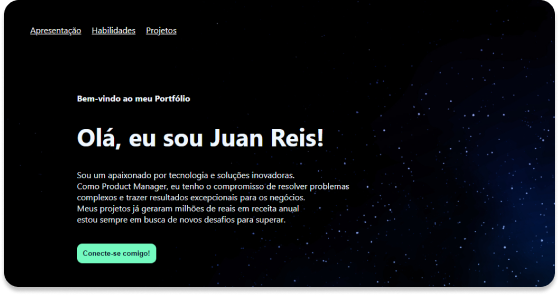 Apresentação Habilidades Projetos
Bem-vindo ao meu Portfólio
Olá, eu sou Juan Reis!
Sou um apaixonado por tecnologia e soluções inovadoras.
Como Product Manager, eu tenho o compromisso de resolver problemas
complexos e trazer resultados excepcionais para os negócios.
Meus projetos já geraram milhões de reais em receita anual
estou sempre em busca de novos desafios para superar.
Conecte-se comigo!